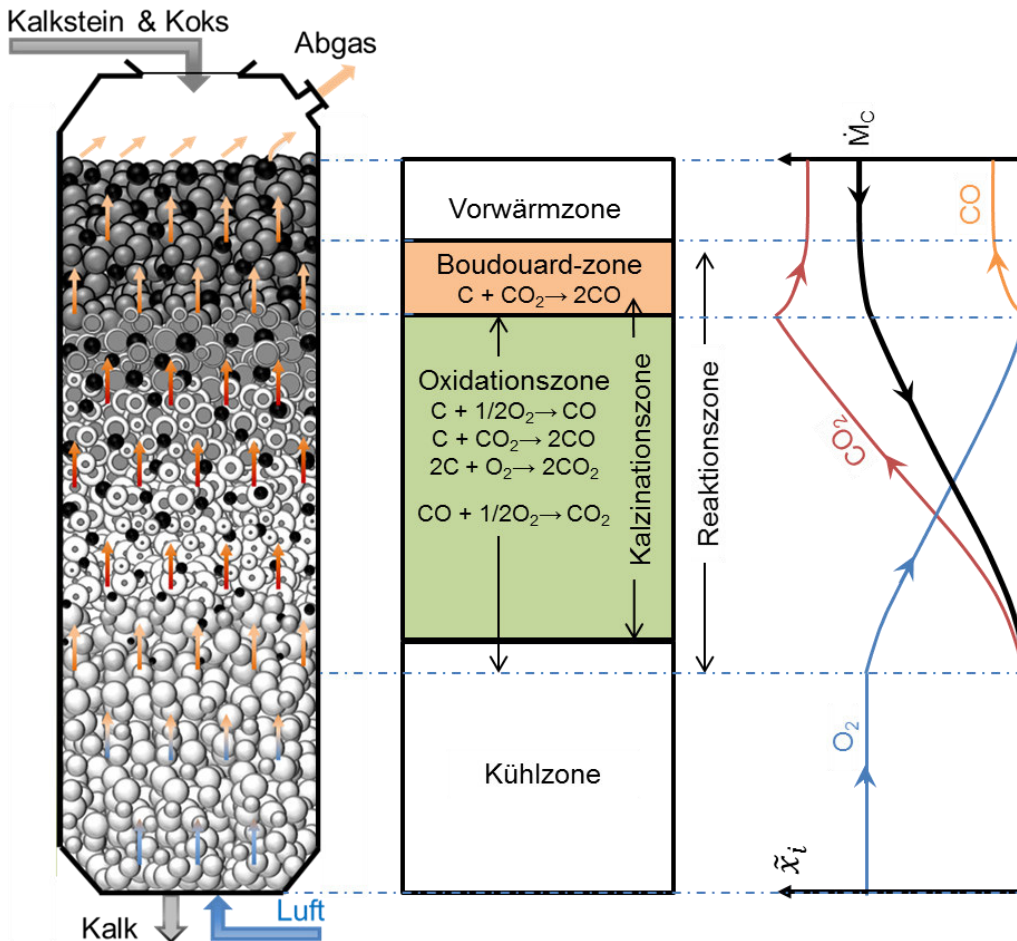 Kalkstein & Koks
Abgas
Ṁ_C
Vorwärmzone
CO
Boudouard-zone
C + CO₂→ 2CO
Oxidationszone
C + 1/2O₂→ CO
C + CO₂→ 2CO
2C + O₂→ 2CO₂
CO + 1/2O₂→ CO₂
Kalzinationszone
Reaktionszone
CO₂
O₂
Kühlzone
x̃ᵢ
Kalk
Luft